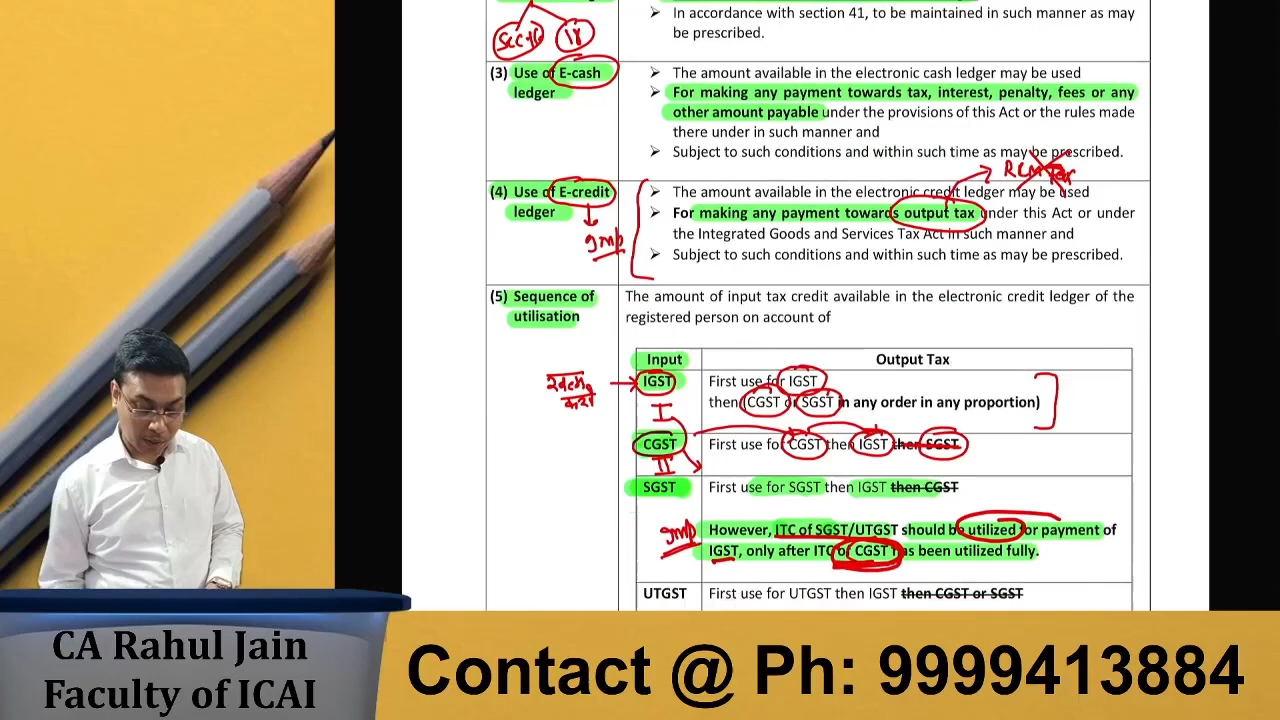 In accordance with section 41, to be maintained in such manner as may
be prescribed.
(3) Use of E-cash
ledger
The amount available in the electronic cash ledger may be used
For making any payment towards tax, interest, penalty, fees or any
other amount payable under the provisions of this Act or the rules made
there under in such manner and
Subject to such conditions and within such time as may be prescribed.
RCM Tax
(4) Use of E-credit
ledger
Imp
The amount available in the electronic credit ledger may be used
For making any payment towards output tax under this Act or under
the Integrated Goods and Services Tax Act in such manner and
Subject to such conditions and within such time as may be prescribed.
(5) Sequence of
utilisation
The amount of input tax credit available in the electronic credit ledger of the
registered person on account of
Input Output Tax
IGST First use for IGST
then (CGST or SGST in any order in any proportion)
I
CGST First use for CGST then IGST then SGST
II
SGST First use for SGST then IGST then CGST
Imp However, ITC of SGST/UTGST should be utilized for payment of
IGST, only after ITC of CGST has been utilized fully.
UTGST First use for UTGST then IGST then CGST or SGST
CA Rahul Jain
Faculty of ICAI
Contact @ Ph: 9999413884